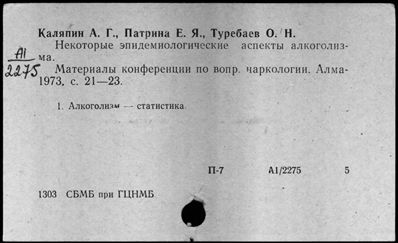 Каляпин А. Г., Патрина Е. Я., Туребаев О. Н.
Некоторые эпидемиологические аспекты алкоголиз-
ма.
AI
2275
Материалы конференции по вопр. наркологии. Алма-
1973, с. 21—23.
1. Алкоголизм — статистика.
П-7 А1/2275 5
1303 СБМБ при ГЦНМБ